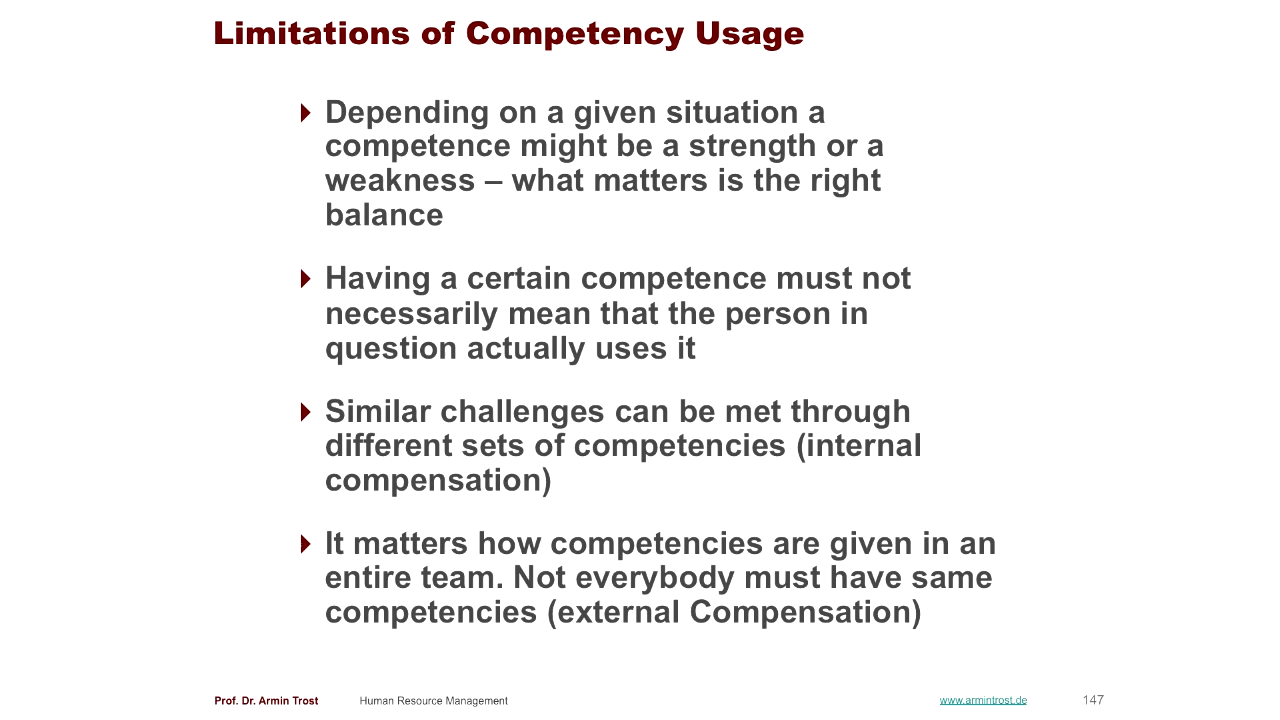 Limitations of Competency Usage
Depending on a given situation a
competence might be a strength or a
weakness – what matters is the right
balance
Having a certain competence must not
necessarily mean that the person in
question actually uses it
Similar challenges can be met through
different sets of competencies (internal
compensation)
It matters how competencies are given in an
entire team. Not everybody must have same
competencies (external Compensation)
Prof. Dr. Armin Trost Human Resource Management www.armintrost.de 147